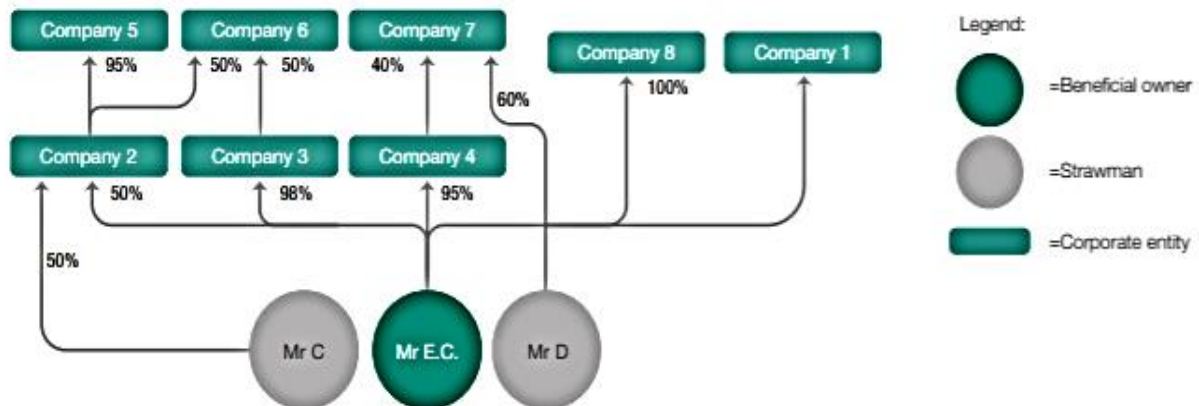 Company 5
Company 6
Company 7
Company 8
Company 1
Legend:
95%
50%
50%
40%
60%
100%
=Beneficial owner
Company 2
Company 3
Company 4
50%
98%
95%
=Strawman
=Corporate entity
50%
Mr C
Mr E.C.
Mr D